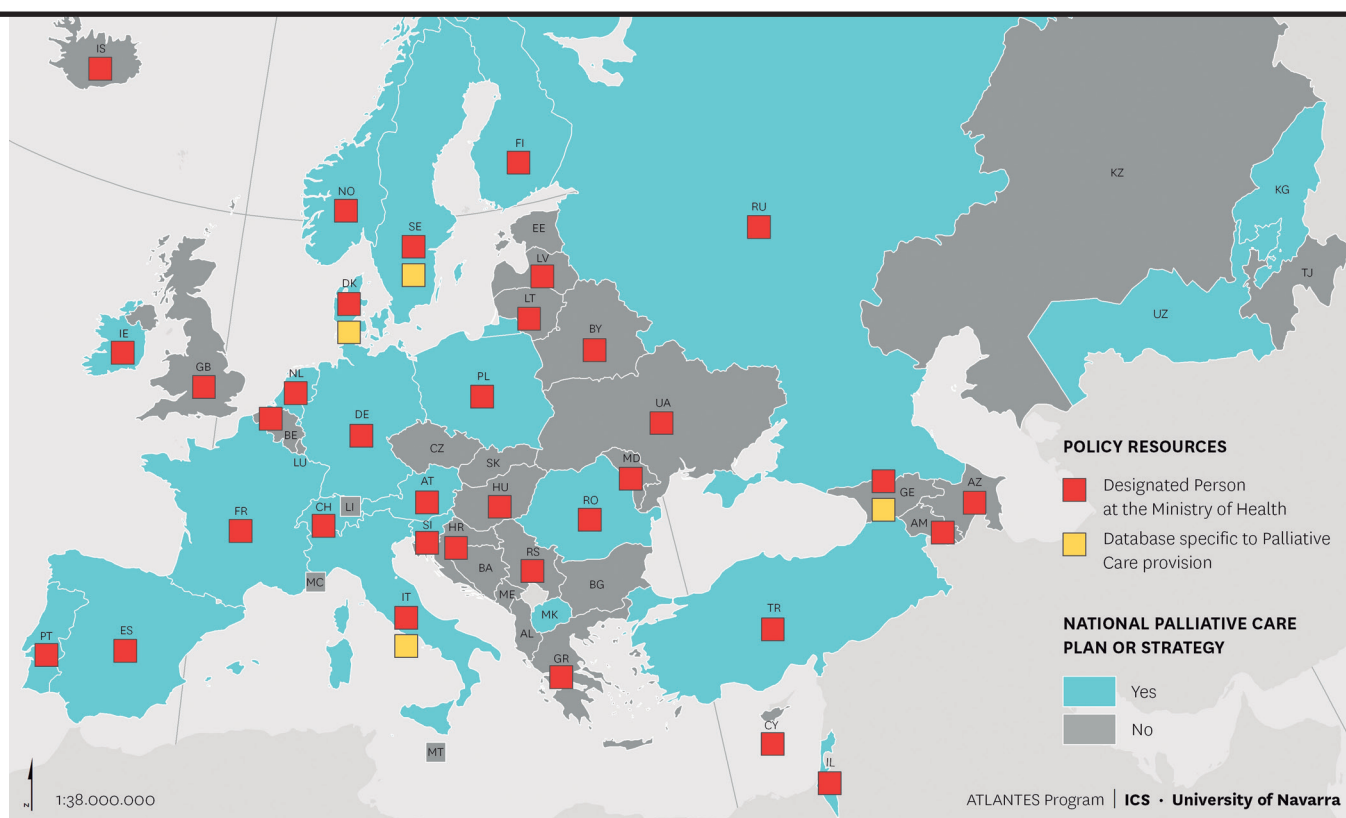 IS
FI
NO
RU
KZ
KG
SE
EE
LV
TJ
DK
LT
UZ
IE
BY
GB
NL
PL
DE
UA
BE
CZ
LU
SK
MD
AT
HU
GE
AZ
LI
CH
RO
FR
SI
HR
AM
BA
RS
MC
ME
BG
IT
MK
TR
PT
ES
AL
GR
CY
MT
IL
POLICY RESOURCES
Designated Person
at the Ministry of Health
Database specific to Palliative
Care provision
NATIONAL PALLIATIVE CARE
PLAN OR STRATEGY
Yes
No
N
1:38.000.000
ATLANTES Program | ICS · University of Navarra